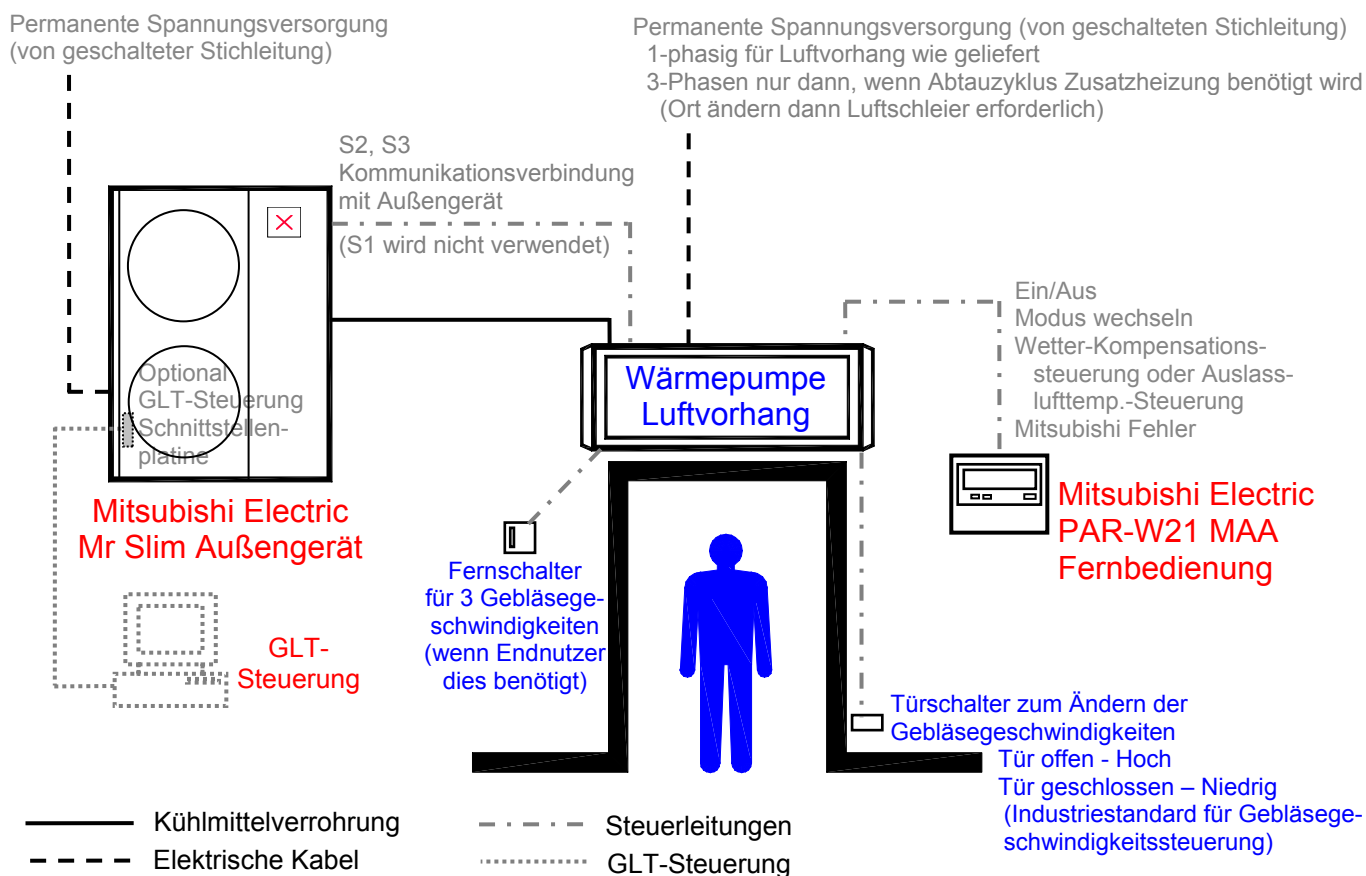 Permanente Spannungsversorgung
(von geschalteter Stichleitung)
Permanente Spannungsversorgung (von geschalteten Stichleitung)
1-phasig für Luftvorhang wie geliefert
3-Phasen nur dann, wenn Abtauzyklus Zusatzheizung benötigt wird
(Ort ändern dann Luftschleier erforderlich)
S2, S3
Kommunikationsverbindung
mit Außengerät
(S1 wird nicht verwendet)
Ein/Aus
Modus wechseln
Wetter-Kompensations-
steuerung oder Auslass-
lufttemp.-Steuerung
Mitsubishi Fehler
Optional
GLT-Steuerung
Schnittstellen-
platine
Wärmepumpe
Luftvorhang
Mitsubishi Electric
Mr Slim Außengerät
Mitsubishi Electric
PAR-W21 MAA
Fernbedienung
Fernschalter
für 3 Gebläsege-
schwindigkeiten
(wenn Endnutzer
dies benötigt)
GLT-
Steuerung
Türschalter zum Ändern der
Gebläsegeschwindigkeiten
Tür offen - Hoch
Tür geschlossen – Niedrig
(Industriestandard für Gebläsege-
schwindigkeitssteuerung)
Kühlmittelverrohrung
Elektrische Kabel
Steuerleitungen
GLT-Steuerung